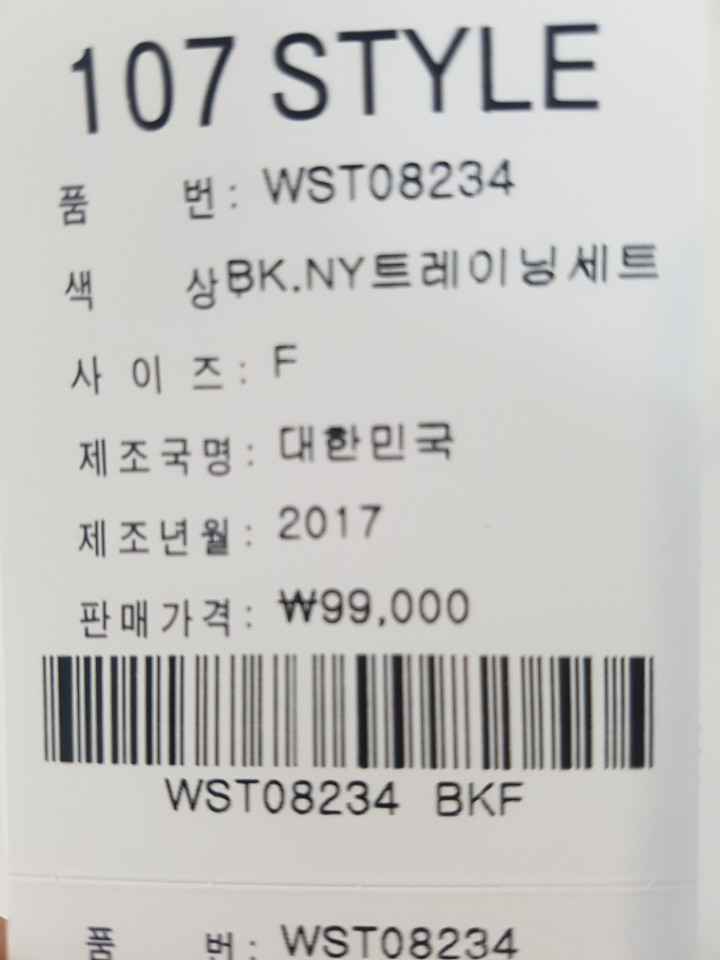 107 STYLE
품 번: WST08234
색 상: BK.NY트레이닝세트
사 이 즈: F
제조국명: 대한민국
제조년월: 2017
판매가격: ₩99,000
WST08234 BKF
품 번: WST08234